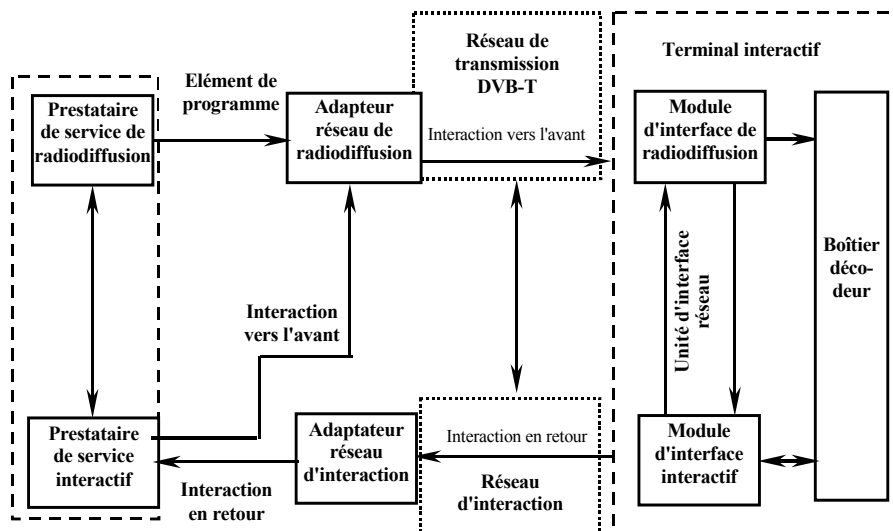 Prestataire
de service de
radiodiffusion
Elément de
programme
Adapteur
réseau de
radiodiffusion
Réseau de
transmission
DVB-T
Interaction vers l'avant
Terminal interactif
Module
d'interface de
radiodiffusion
Boîtier
déco-
deur
Unité d'interface
réseau
Interaction
vers l'avant
Prestataire
de service
interactif
Interaction
en retour
Adaptateur
réseau
d'interaction
Interaction en retour
Réseau
d'interaction
Module
d'interface
interactif